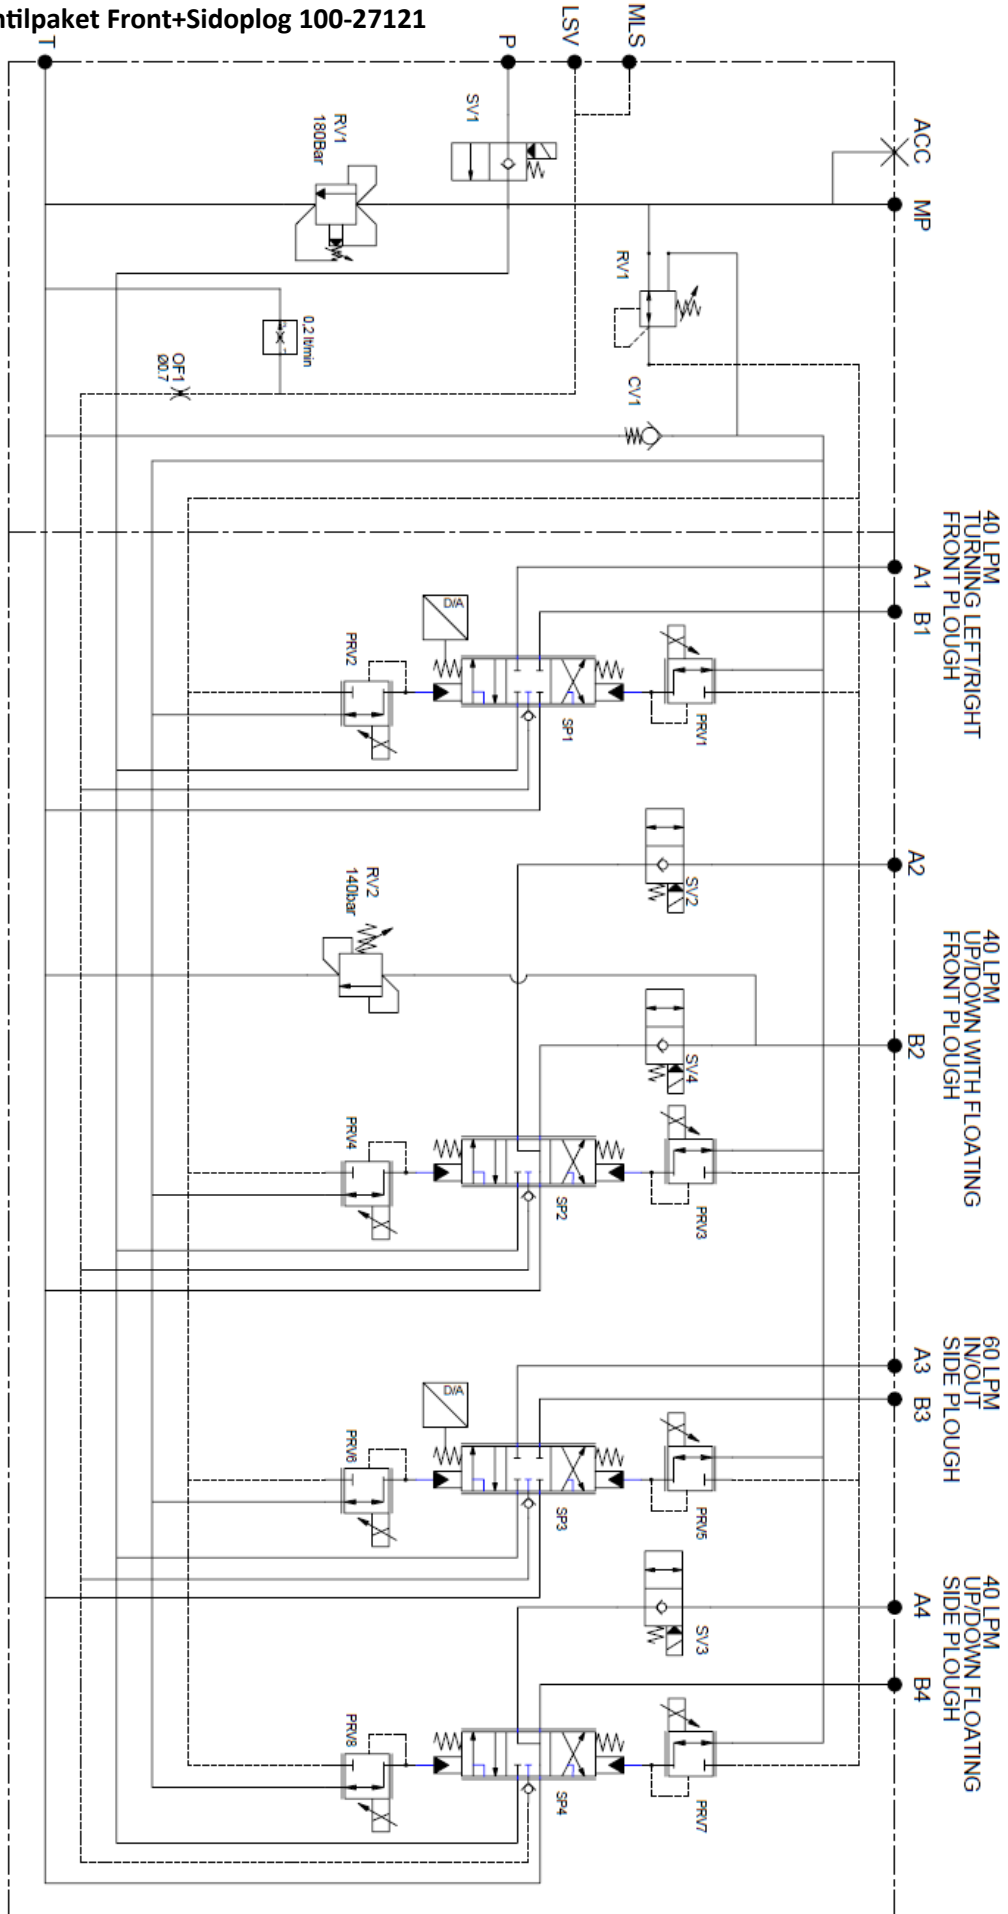 ntilpaket Front+Sidoplog 100-27121
T
P
LSV
MLS
ACC
MP
SV1
RV1
180Bar
RV1
CV1
0,2 lt/min
OF1
Ø0.7
40 LPM
TURNING LEFT/RIGHT
FRONT PLOUGH
A1
B1
D/A
PRV2
SP1
PRV1
40 LPM
UP/DOWN WITH FLOATING
FRONT PLOUGH
A2
B2
SV2
RV2
140bar
SV4
PRV4
SP2
PRV3
60 LPM
IN/OUT
SIDE PLOUGH
A3
B3
D/A
PRV6
SP3
PRV5
40 LPM
UP/DOWN FLOATING
SIDE PLOUGH
A4
B4
SV3
PRV8
SP4
PRV7